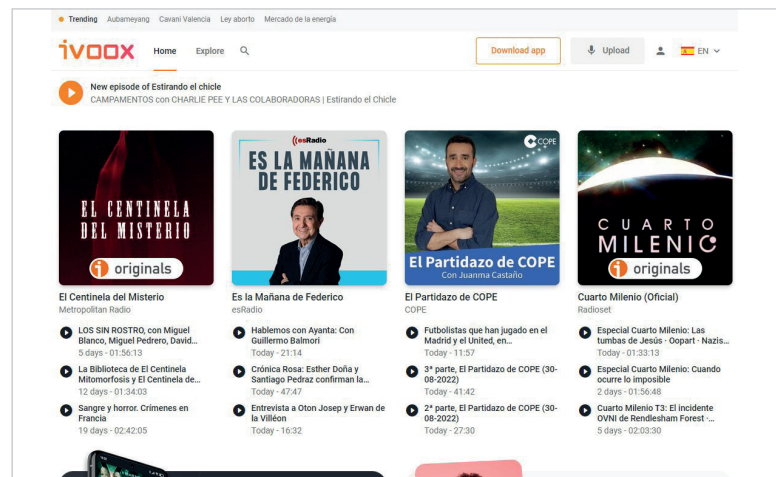 Trending Aubameyang Cavani Valencia Ley aborto Mercado de la energía
ivoox Home Explore Download app Upload EN
New episode of Estirando el chicle
CAMPAMENTOS con CHARLIE PEE Y LAS COLABORADORAS | Estirando el Chicle
EL CENTINELA
DEL MISTERIO
originals
esRadio
ES LA MAÑANA
DE FEDERICO
COPE
El Partidazo de COPE
Con Juanma Castaño
CUARTO
MILENIO
originals
El Centinela del Misterio
Metropolitan Radio
LOS SIN ROSTRO, con Miguel
Blanco, Miguel Pedrero, David...
5 days - 01:56:13
La Biblioteca de El Centinela
Mitomorfosis y El Centinela de...
12 days - 01:34:03
Sangre y horror. Crímenes en
Francia
19 days - 02:42:05
Es la Mañana de Federico
esRadio
Hablemos con Ayanta: Con
Guillermo Balmori
Today - 21:14
Crónica Rosa: Esther Doña y
Santiago Pedraz confirman la...
Today - 47:47
Entrevista a Oton Josep y Erwan de
la Villéon
Today - 16:32
El Partidazo de COPE
COPE
Futbolistas que han jugado en el
Madrid y el United, en...
Today - 11:57
3ª parte, El Partidazo de COPE (30-
08-2022)
Today - 41:42
2ª parte, El Partidazo de COPE (30-
08-2022)
Today - 27:30
Cuarto Milenio (Oficial)
Radioset
Especial Cuarto Milenio: Las
tumbas de Jesús · Oopart · Nazis...
Today - 01:33:13
Especial Cuarto Milenio: Cuando
ocurre lo imposible
2 days - 01:56:48
Cuarto Milenio T3: El incidente
OVNI de Rendlesham Forest ·...
5 days - 02:03:30